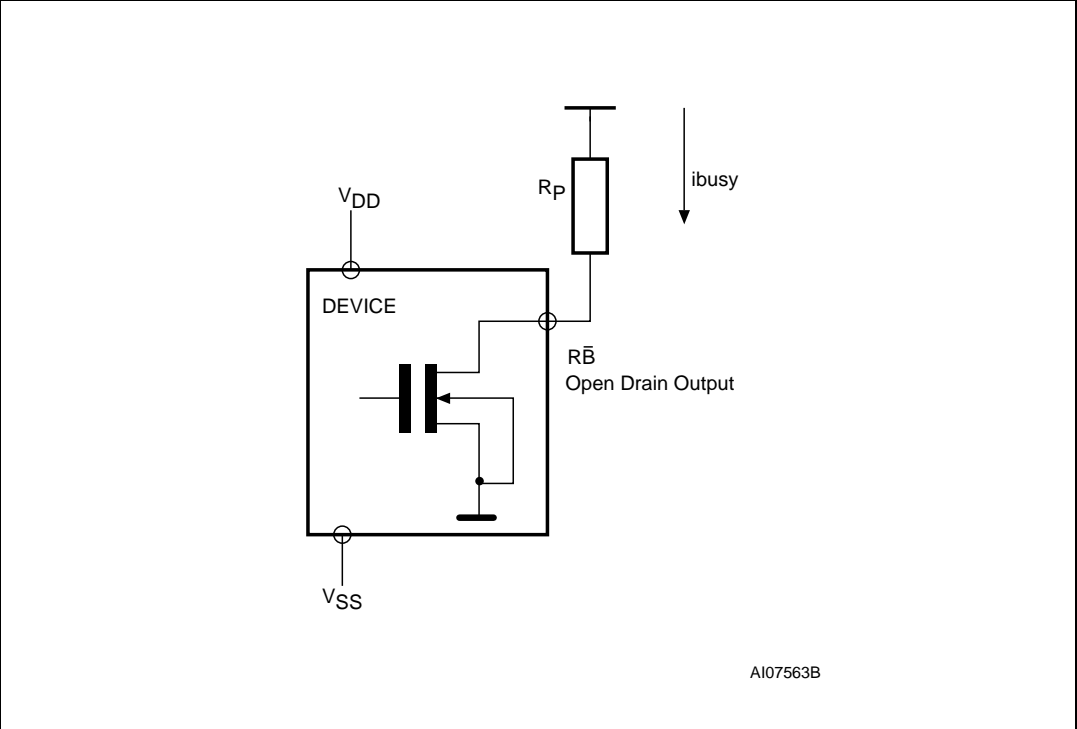 RP
ibusy
VDD
DEVICE
RB̅
Open Drain Output
VSS
AI07563B